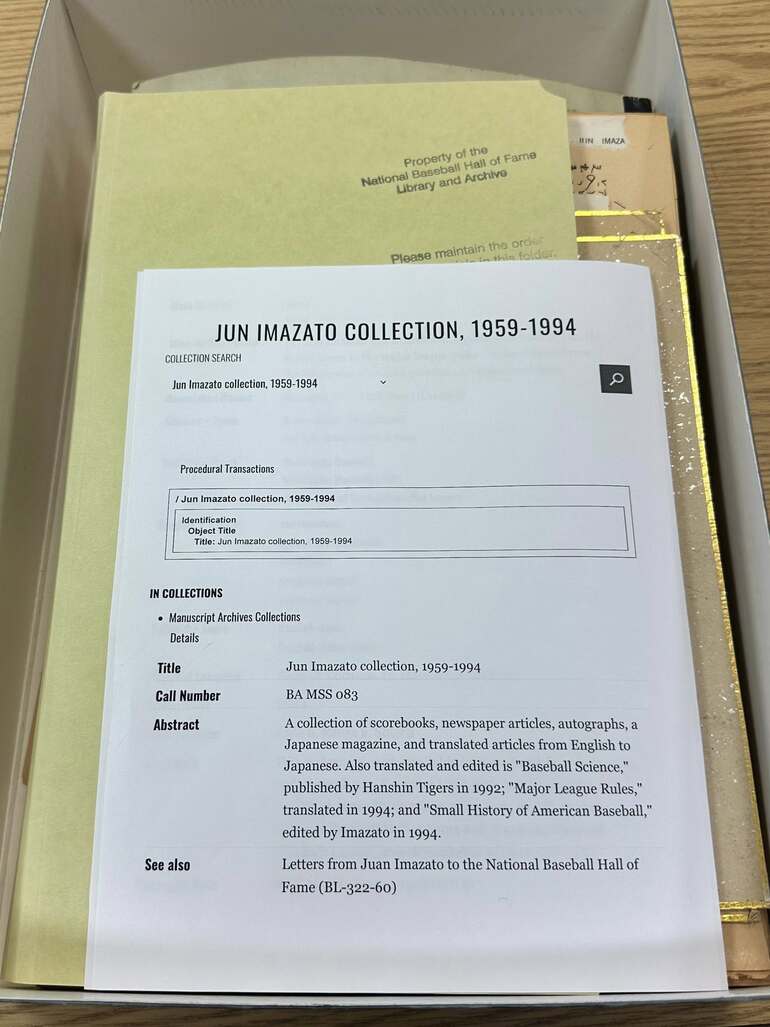 Property of the
National Baseball Hall of Fame
Library and Archive
JUN IMAZA
Please maintain the order
in this folder.
JUN IMAZATO COLLECTION, 1959-1994
COLLECTION SEARCH
Jun Imazato collection, 1959-1994
Procedural Transactions
/ Jun Imazato collection, 1959-1994
Identification
Object Title
Title: Jun Imazato collection, 1959-1994
IN COLLECTIONS
• Manuscript Archives Collections
Details
Title Jun Imazato collection, 1959-1994
Call Number BA MSS 083
Abstract A collection of scorebooks, newspaper articles, autographs, a
Japanese magazine, and translated articles from English to
Japanese. Also translated and edited is "Baseball Science,"
published by Hanshin Tigers in 1992; "Major League Rules,"
translated in 1994; and "Small History of American Baseball,"
edited by Imazato in 1994.
See also Letters from Juan Imazato to the National Baseball Hall of
Fame (BL-322-60)